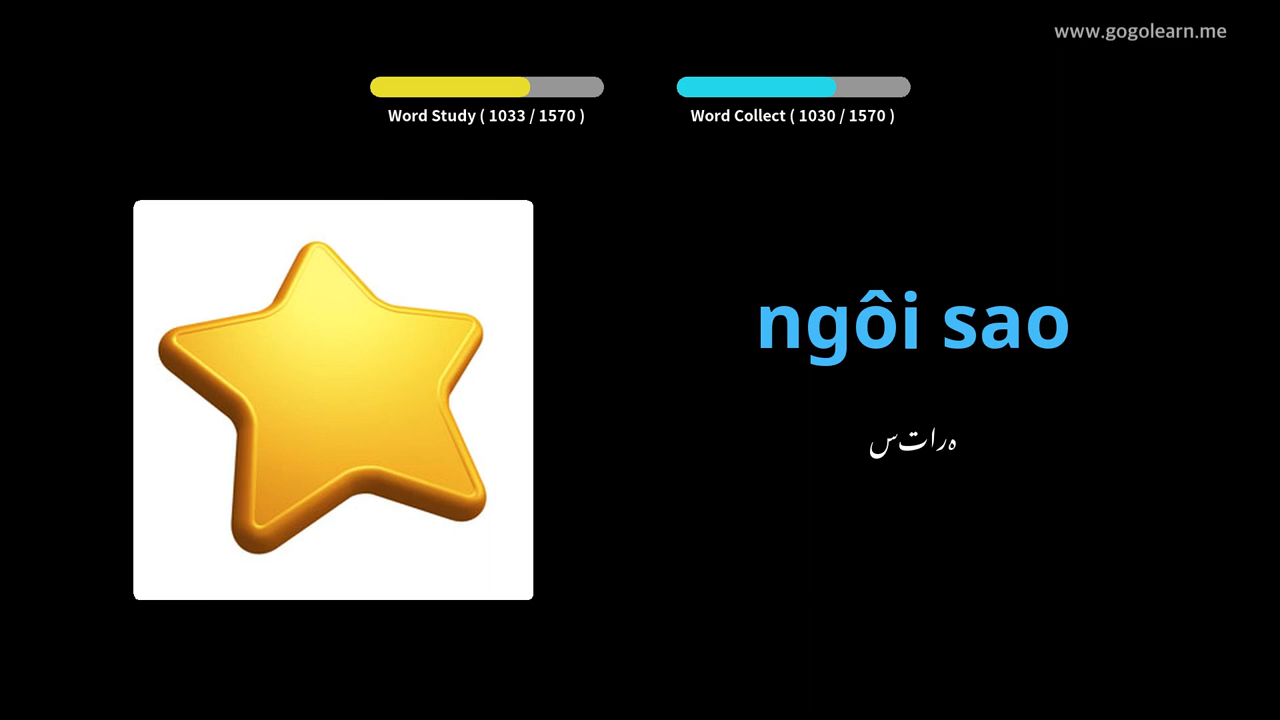 www.gogolearn.me
Word Study ( 1033 / 1570 )
Word Collect ( 1030 / 1570 )
ngôi sao
ستارہ